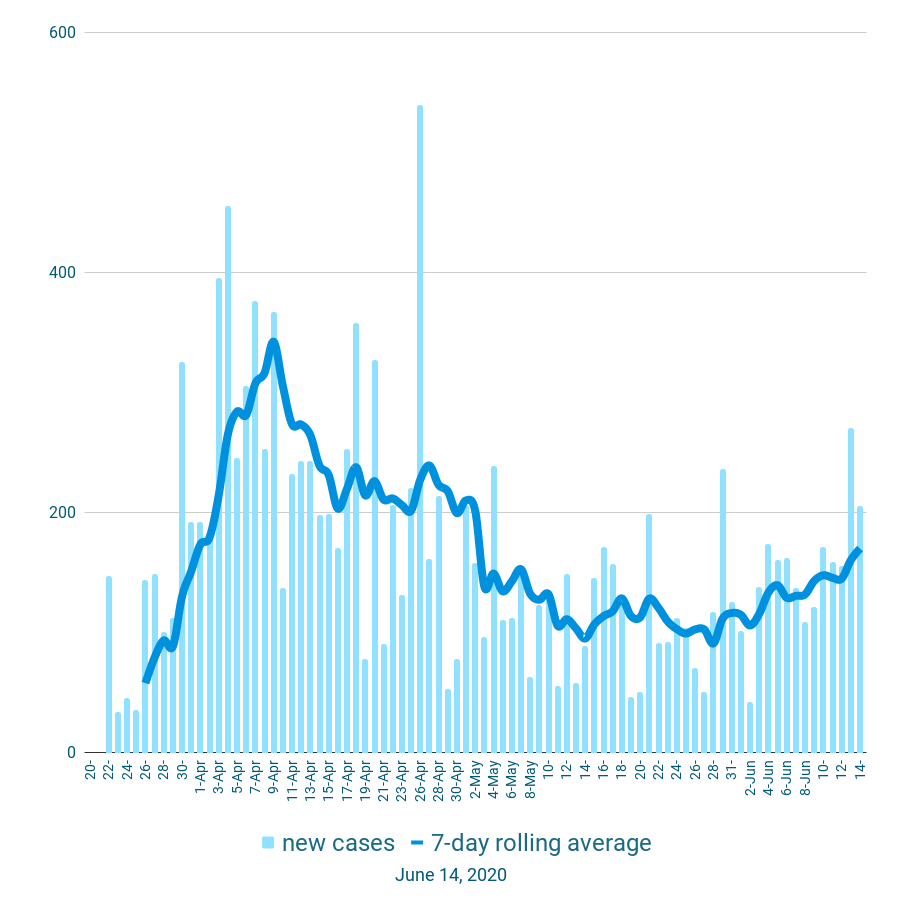 600
400
200
0
20- 22- 24- 26- 28- 30- 1-Apr 3-Apr 5-Apr 7-Apr 9-Apr 11-Apr 13-Apr 15-Apr 17-Apr 19-Apr 21-Apr 23-Apr 26-Apr 28-Apr 30-Apr 2-May 4-May 6-May 8-May 10- 12- 14- 16- 18- 20- 22- 24- 26- 28- 31- 2-Jun 4-Jun 6-Jun 8-Jun 10- 12- 14-
new cases 7-day rolling average
June 14, 2020